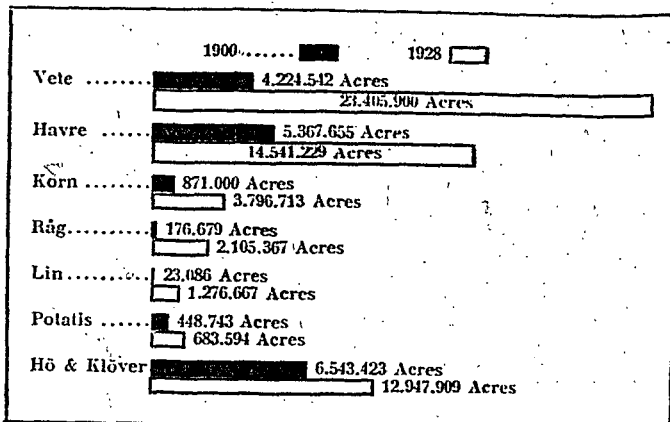 1900...... 1928
Vete ....... 4.224.542 Acres
23.405.900 Acres
Havre ..... 5.367.655 Acres
14.541.229 Acres
Korn ....... 871.000 Acres
3.796.713 Acres
Råg......... 176.679 Acres
2.105.367 Acres
Lin ......... 23.086 Acres
1.276.667 Acres
Potatis ...... 448.743 Acres
683.594 Acres
Hö & Klöver 6.543.423 Acres
12.947.909 Acres